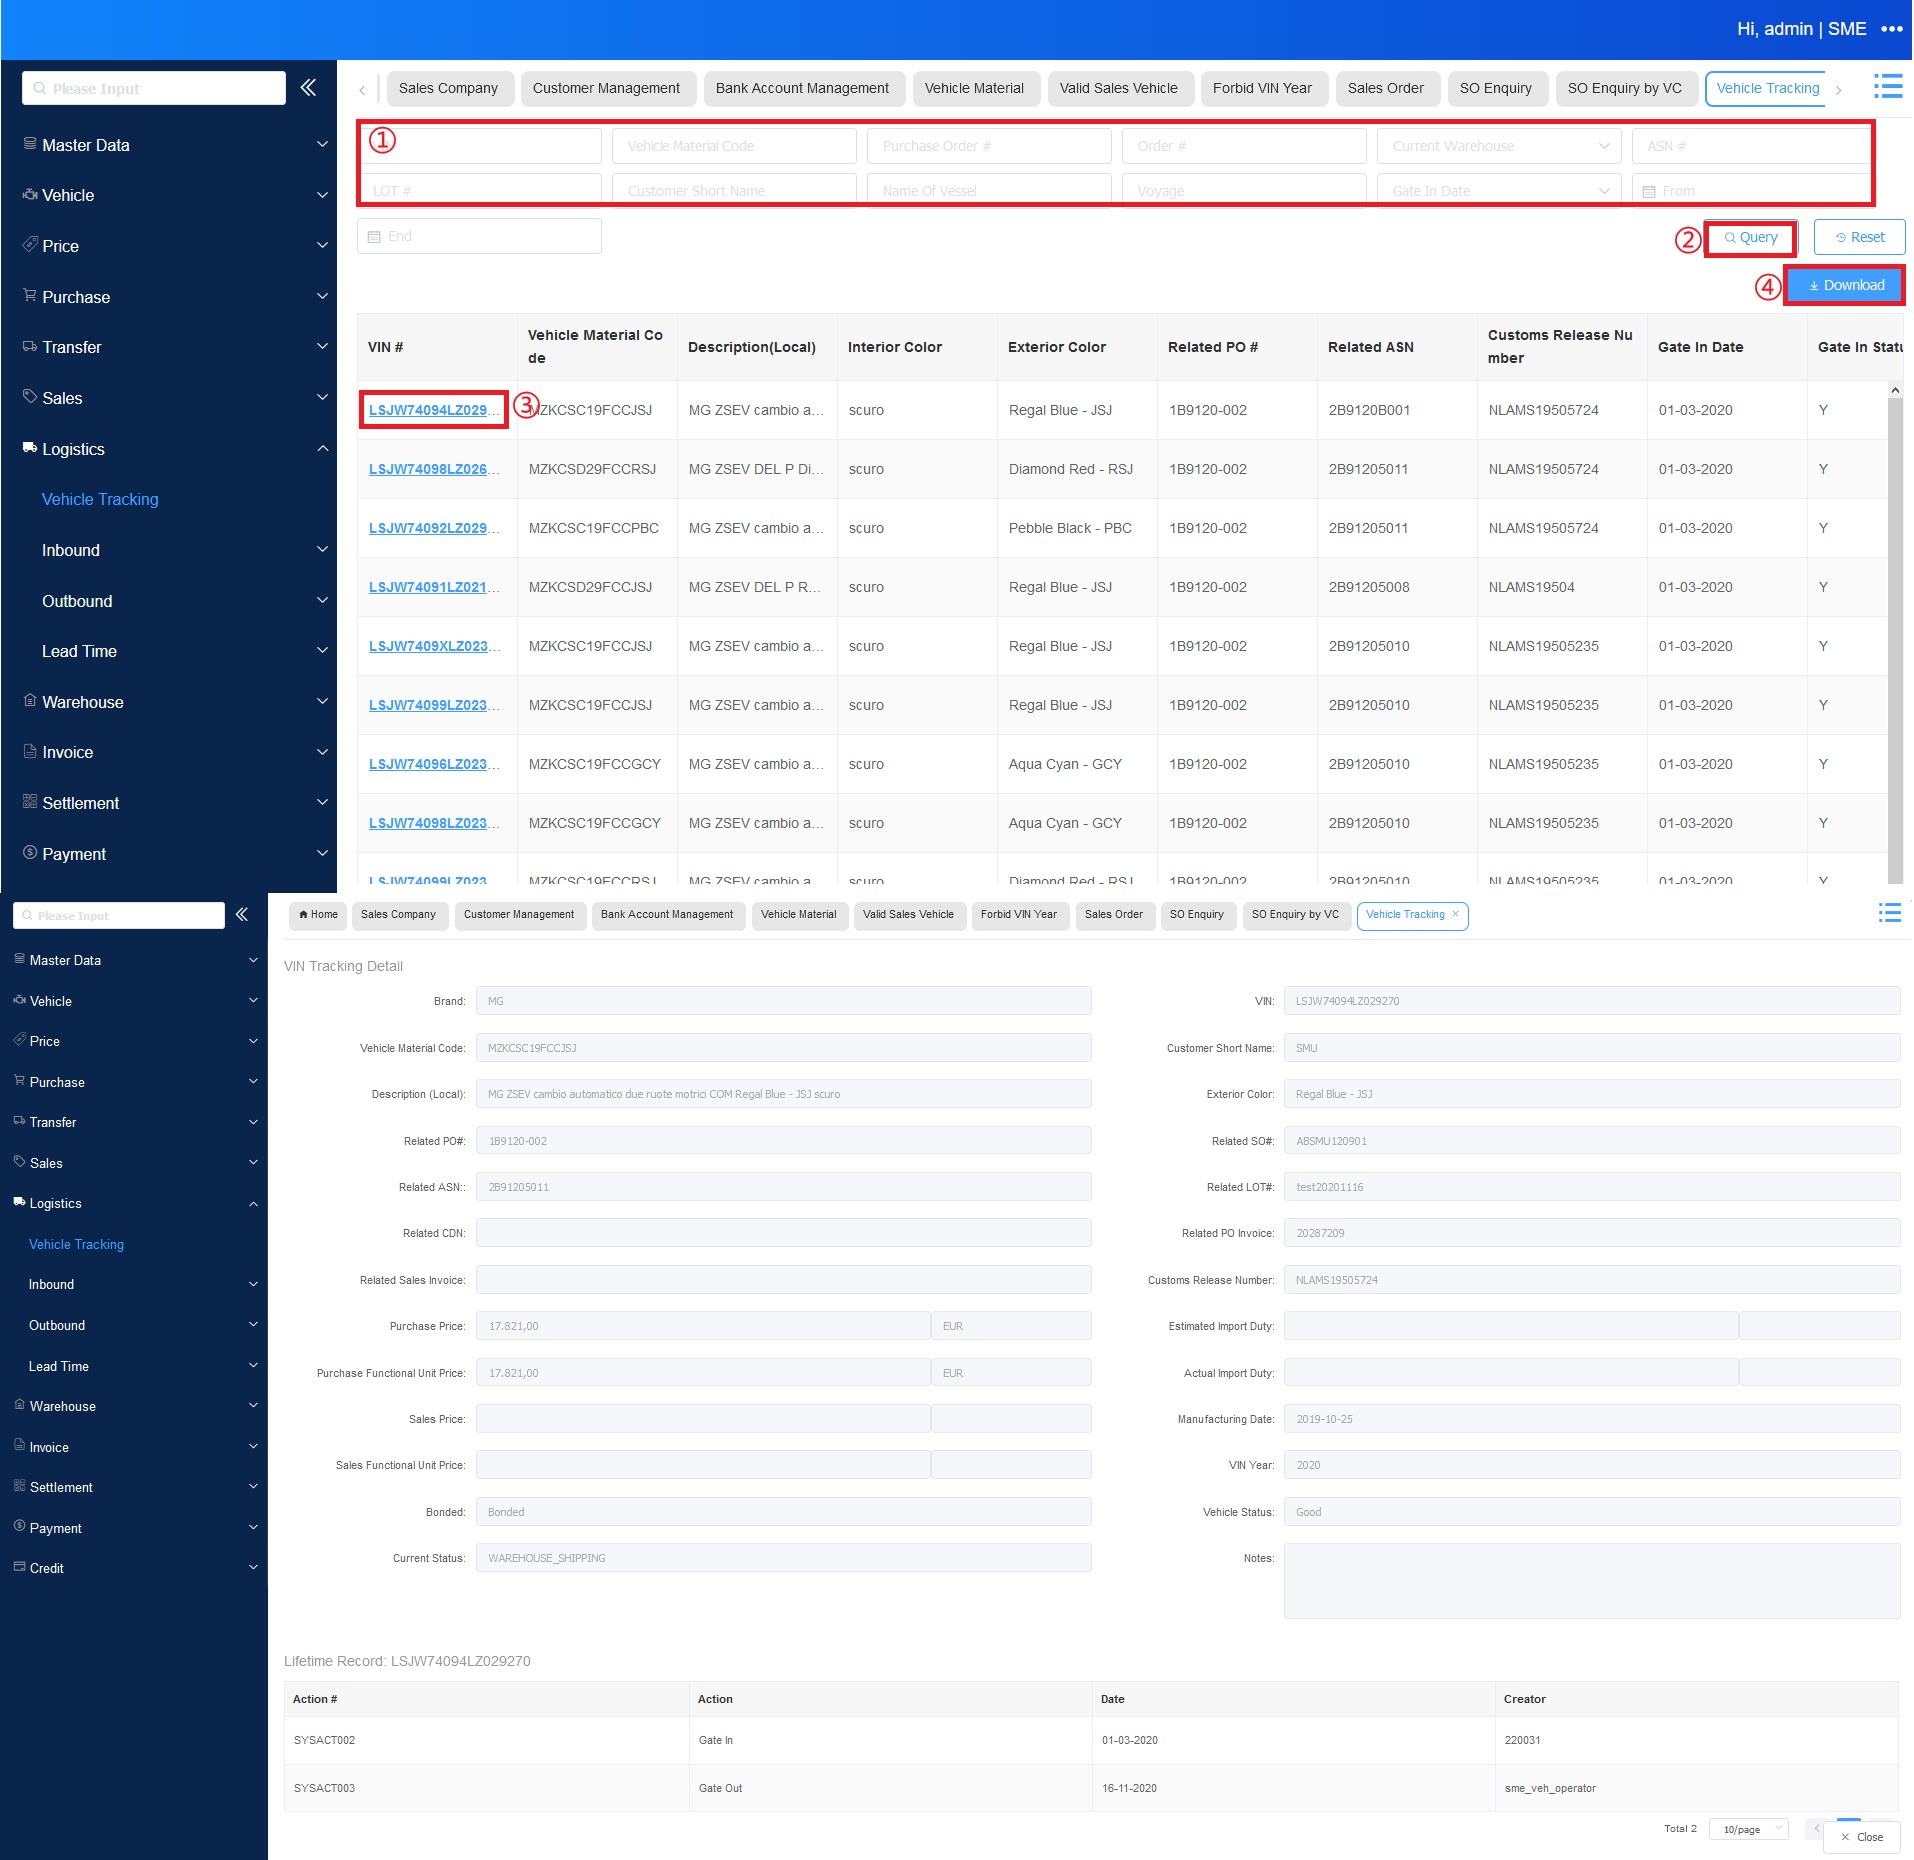 Hi, admin | SME •••
Please Input
Sales Company
Customer Management
Bank Account Management
Vehicle Material
Valid Sales Vehicle
Forbid VIN Year
Sales Order
SO Enquiry
SO Enquiry by VC
Vehicle Tracking
Master Data
Vehicle
Price
Purchase
Transfer
Sales
Logistics
Vehicle Tracking
Inbound
Outbound
Lead Time
Warehouse
Invoice
Settlement
Payment
① Vehicle Material Code Purchase Order # Order # Current Warehouse ASN #
LOT # Customer Short Name Name Of Vessel Voyage Gate In Date From
End ② Query Reset
④ Download
VIN # Vehicle Material Co
de Description(Local) Interior Color Exterior Color Related PO # Related ASN Customs Release Nu
mber Gate In Date Gate In Statu
LSJW74094LZ029... ③ MZKCSC19FCCJSJ MG ZSEV cambio a... scuro Regal Blue - JSJ 1B9120-002 2B9120B001 NLAMS19505724 01-03-2020 Y
LSJW74098LZ026... MZKCSD29FCCRSJ MG ZSEV DEL P Di... scuro Diamond Red - RSJ 1B9120-002 2B91205011 NLAMS19505724 01-03-2020 Y
LSJW74092LZ029... MZKCSC19FCCPBC MG ZSEV cambio a... scuro Pebble Black - PBC 1B9120-002 2B91205011 NLAMS19505724 01-03-2020 Y
LSJW74091LZ021... MZKCSD29FCCJSJ MG ZSEV DEL P R... scuro Regal Blue - JSJ 1B9120-002 2B91205008 NLAMS19504 01-03-2020 Y
LSJW7409XLZ023... MZKCSC19FCCJSJ MG ZSEV cambio a... scuro Regal Blue - JSJ 1B9120-002 2B91205010 NLAMS19505235 01-03-2020 Y
LSJW74099LZ023... MZKCSC19FCCJSJ MG ZSEV cambio a... scuro Regal Blue - JSJ 1B9120-002 2B91205010 NLAMS19505235 01-03-2020 Y
LSJW74096LZ023... MZKCSC19FCCGCY MG ZSEV cambio a... scuro Aqua Cyan - GCY 1B9120-002 2B91205010 NLAMS19505235 01-03-2020 Y
LSJW74098LZ023... MZKCSC19FCCGCY MG ZSEV cambio a... scuro Aqua Cyan - GCY 1B9120-002 2B91205010 NLAMS19505235 01-03-2020 Y
LSJW74099LZ023 MZKCSC19FCCRSJ MG ZSEV cambio a scuro Diamond Red - RSJ 1B9120-002 2B91205010 NLAMS19505235 01-03-2020 Y
Please Input
Home
Sales Company
Customer Management
Bank Account Management
Vehicle Material
Valid Sales Vehicle
Forbid VIN Year
Sales Order
SO Enquiry
SO Enquiry by VC
Vehicle Tracking ×
Master Data
Vehicle
Price
Purchase
Transfer
Sales
Logistics
Vehicle Tracking
Inbound
Outbound
Lead Time
Warehouse
Invoice
Settlement
Payment
Credit
VIN Tracking Detail
Brand: MG VIN: LSJW74094LZ029270
Vehicle Material Code: MZKCSC19FCCJSJ Customer Short Name: SMU
Description (Local): MG ZSEV cambio automatico due ruote motrici COM Regal Blue - JSJ scuro Exterior Color: Regal Blue - JSJ
Related PO#: 1B9120-002 Related SO#: ABSMU120901
Related ASN:: 2B91205011 Related LOT#: test20201116
Related CDN: Related PO Invoice: 20287209
Related Sales Invoice: Customs Release Number: NLAMS19505724
Purchase Price: 17.821,00 EUR Estimated Import Duty:
Purchase Functional Unit Price: 17.821,00 EUR Actual Import Duty:
Sales Price: Manufacturing Date: 2019-10-25
Sales Functional Unit Price: VIN Year: 2020
Bonded: Bonded Vehicle Status: Good
Current Status: WAREHOUSE_SHIPPING Notes:
Lifetime Record: LSJW74094LZ029270
Action # Action Date Creator
SYSACT002 Gate In 01-03-2020 220031
SYSACT003 Gate Out 16-11-2020 sme_veh_operator
Total 2 10/page
× Close